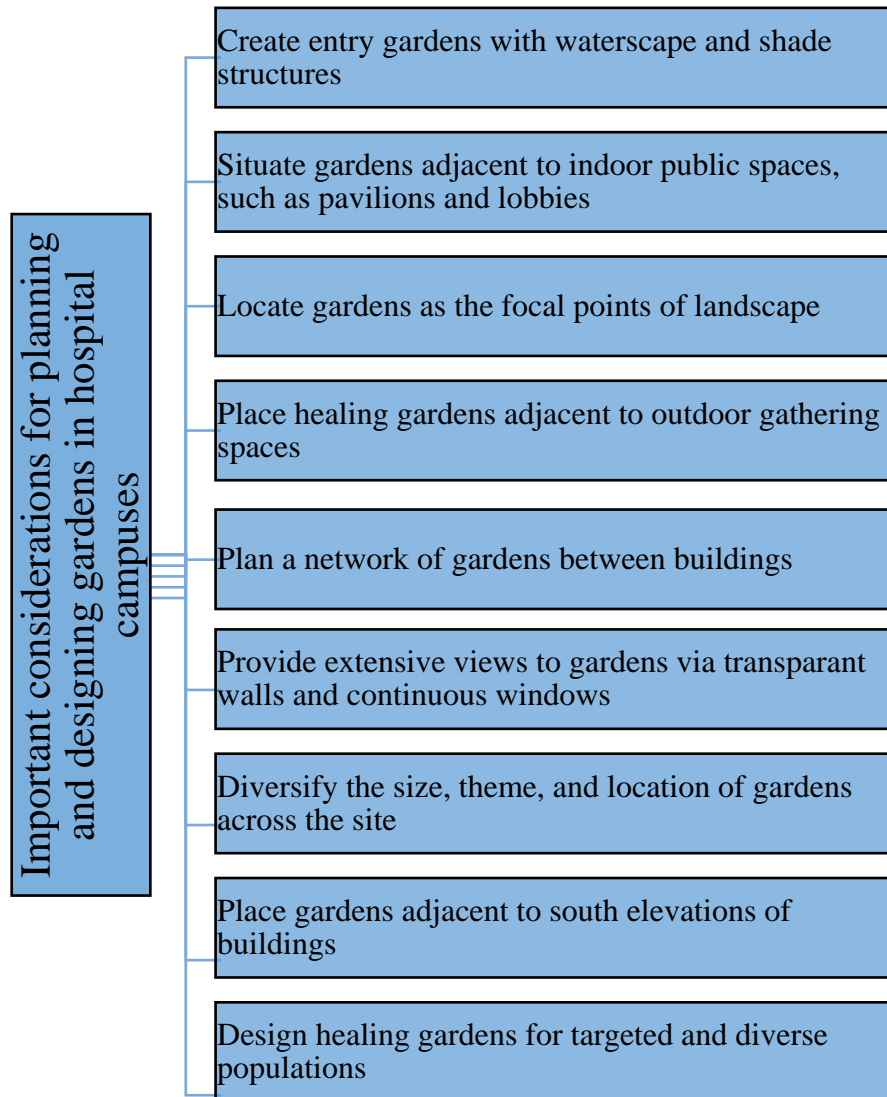 Important considerations for planning
and designing gardens in hospital
campuses
Create entry gardens with waterscape and shade
structures
Situate gardens adjacent to indoor public spaces,
such as pavilions and lobbies
Locate gardens as the focal points of landscape
Place healing gardens adjacent to outdoor gathering
spaces
Plan a network of gardens between buildings
Provide extensive views to gardens via transparant
walls and continuous windows
Diversify the size, theme, and location of gardens
across the site
Place gardens adjacent to south elevations of
buildings
Design healing gardens for targeted and diverse
populations